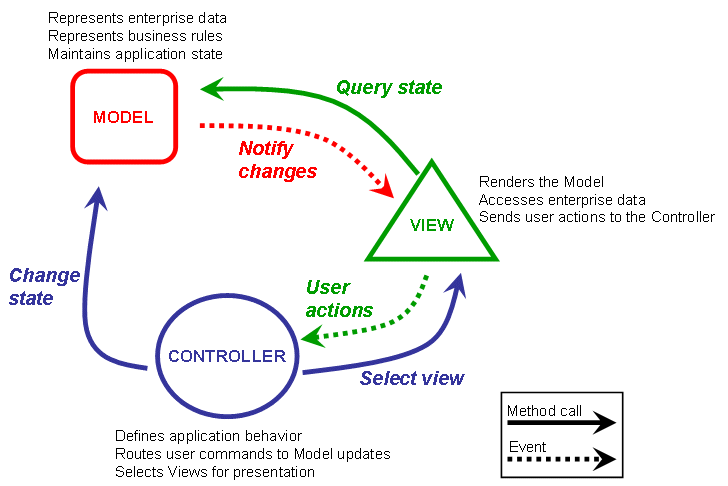 Represents enterprise data
Represents business rules
Maintains application state
MODEL
Query state
Notify
changes
Renders the Model
Accesses enterprise data
Sends user actions to the Controller
VIEW
Change
state
User
actions
CONTROLLER
Select view
Defines application behavior
Routes user commands to Model updates
Selects Views for presentation
Method call
Event